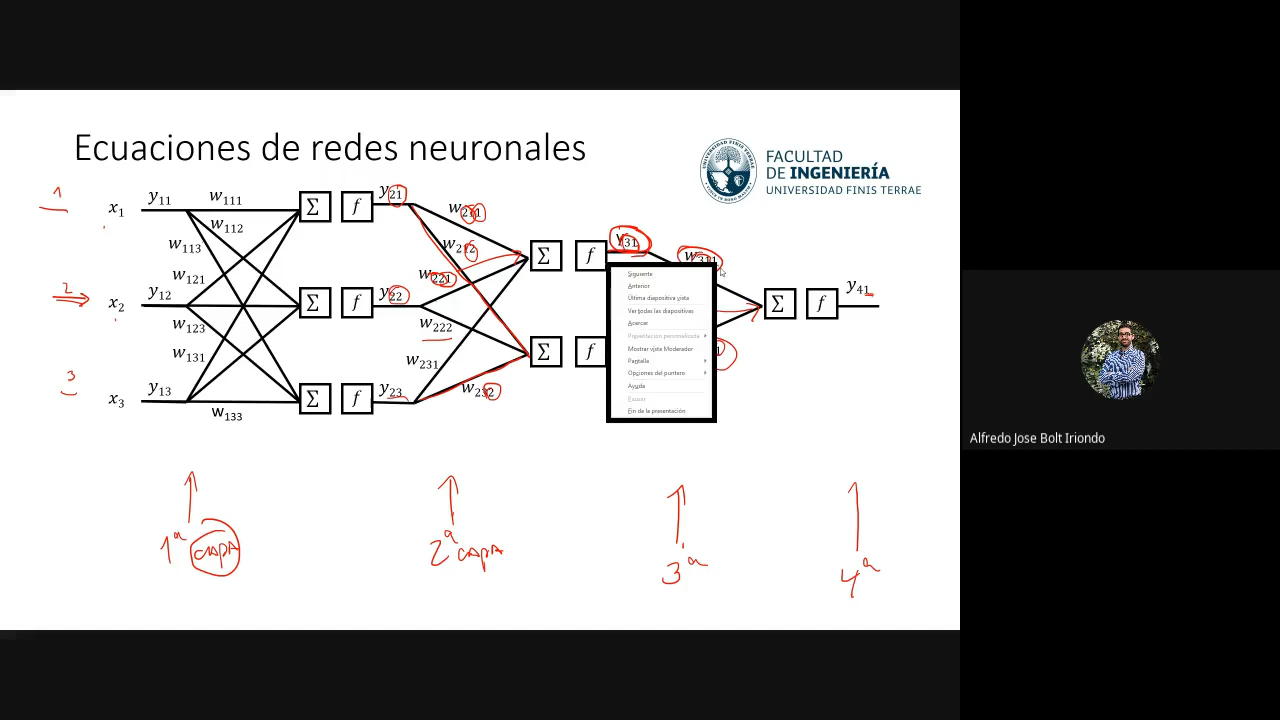 Ecuaciones de redes neuronales
FACULTAD
DE INGENIERÍA
UNIVERSIDAD FINIS TERRAE
1
x₁
y₁₁
w₁₁₁
w₁₁₂
w₁₁₃
Σ
f
y₂₁
w₂₁₁
w₂₁₂
w₂₂₁
Σ
f
y₃₁
w₃₁₁
2
x₂
y₁₂
w₁₂₁
w₁₂₃
w₁₃₁
Σ
f
y₂₂
w₂₂₂
w₂₃₁
Σ
f
Σ
f
y₄₁
3
x₃
y₁₃
w₁₃₃
Σ
f
y₂₃
w₂₃₂
Siguiente
Anterior
Última diapositiva vista
Ver todas las diapositivas
Acercar
Presentación personalizada
Mostrar vista Moderador
Pantalla
Opciones del puntero
Ayuda
Pausar
Fin de la presentación
1ª capa
2ª capa
3ª
4ª
Alfredo Jose Bolt Iriondo